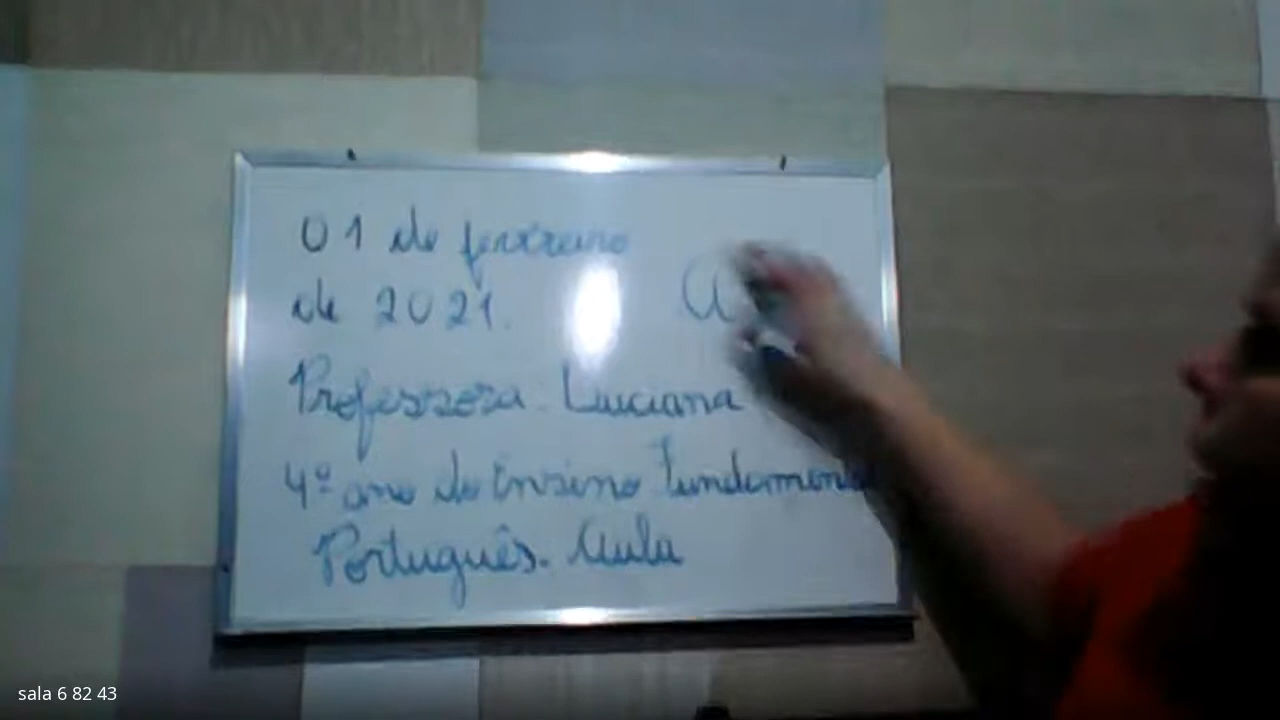 01 de fevereiro
de 2021.
A
Professora: Luciana
4º ano do Ensino Fundamental
Português. Aula
sala 6 82 43